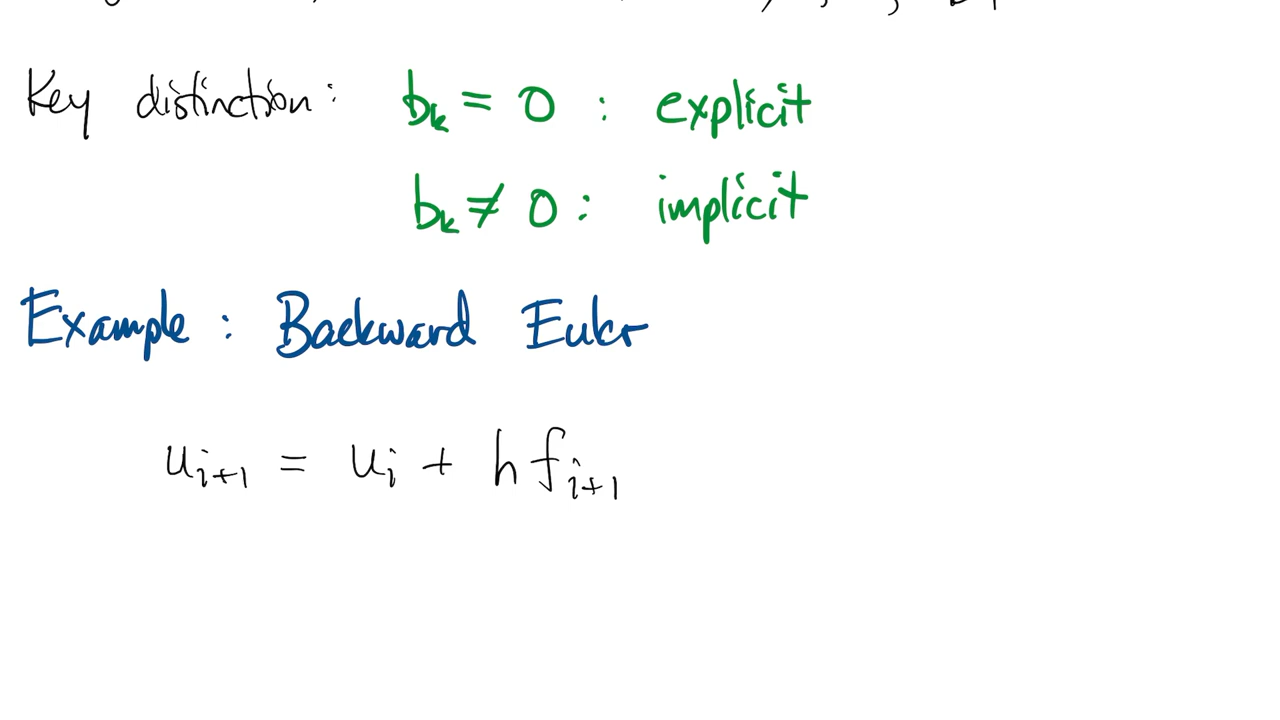 Key distinction: bₖ = 0 : explicit
bₖ ≠ 0 : implicit
Example : Backward Euler
uᵢ₊₁ = uᵢ + h fᵢ₊₁